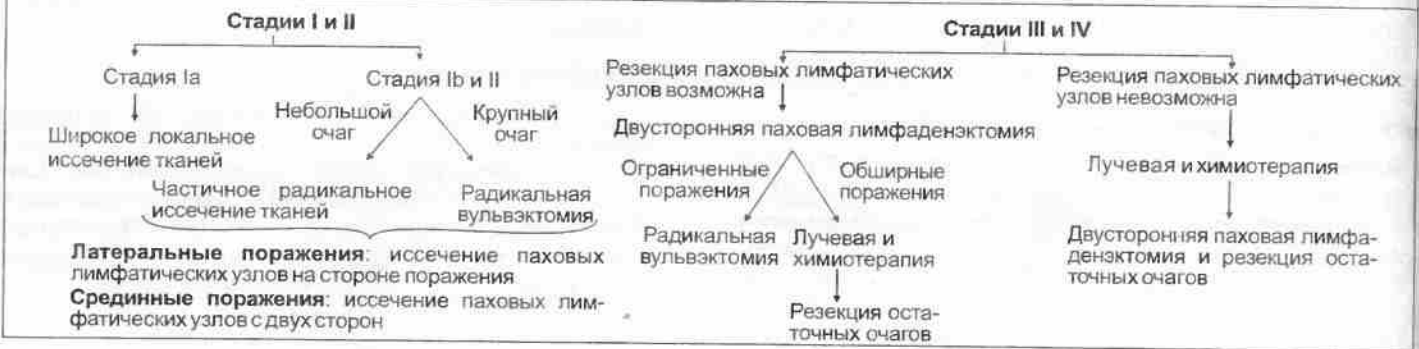 Стадии I и II
Стадия Ia
Стадия Ib и II
Широкое локальное
иссечение тканей
Небольшой
очаг
Крупный
очаг
Частичное радикальное
иссечение тканей
Радикальная
вульвэктомия
Латеральные поражения: иссечение паховых
лимфатических узлов на стороне поражения
Срединные поражения: иссечение паховых лим-
фатических узлов с двух сторон
Стадии III и IV
Резекция паховых лимфатических
узлов возможна
Двусторонняя паховая лимфаденэктомия
Ограниченные
поражения
Обширные
поражения
Радикальная
вульвэктомия
Лучевая и
химиотерапия
Резекция оста-
точных очагов
Резекция паховых лимфатических
узлов невозможна
Лучевая и химиотерапия
Двусторонняя паховая лимфа-
денэктомия и резекция оста-
точных очагов